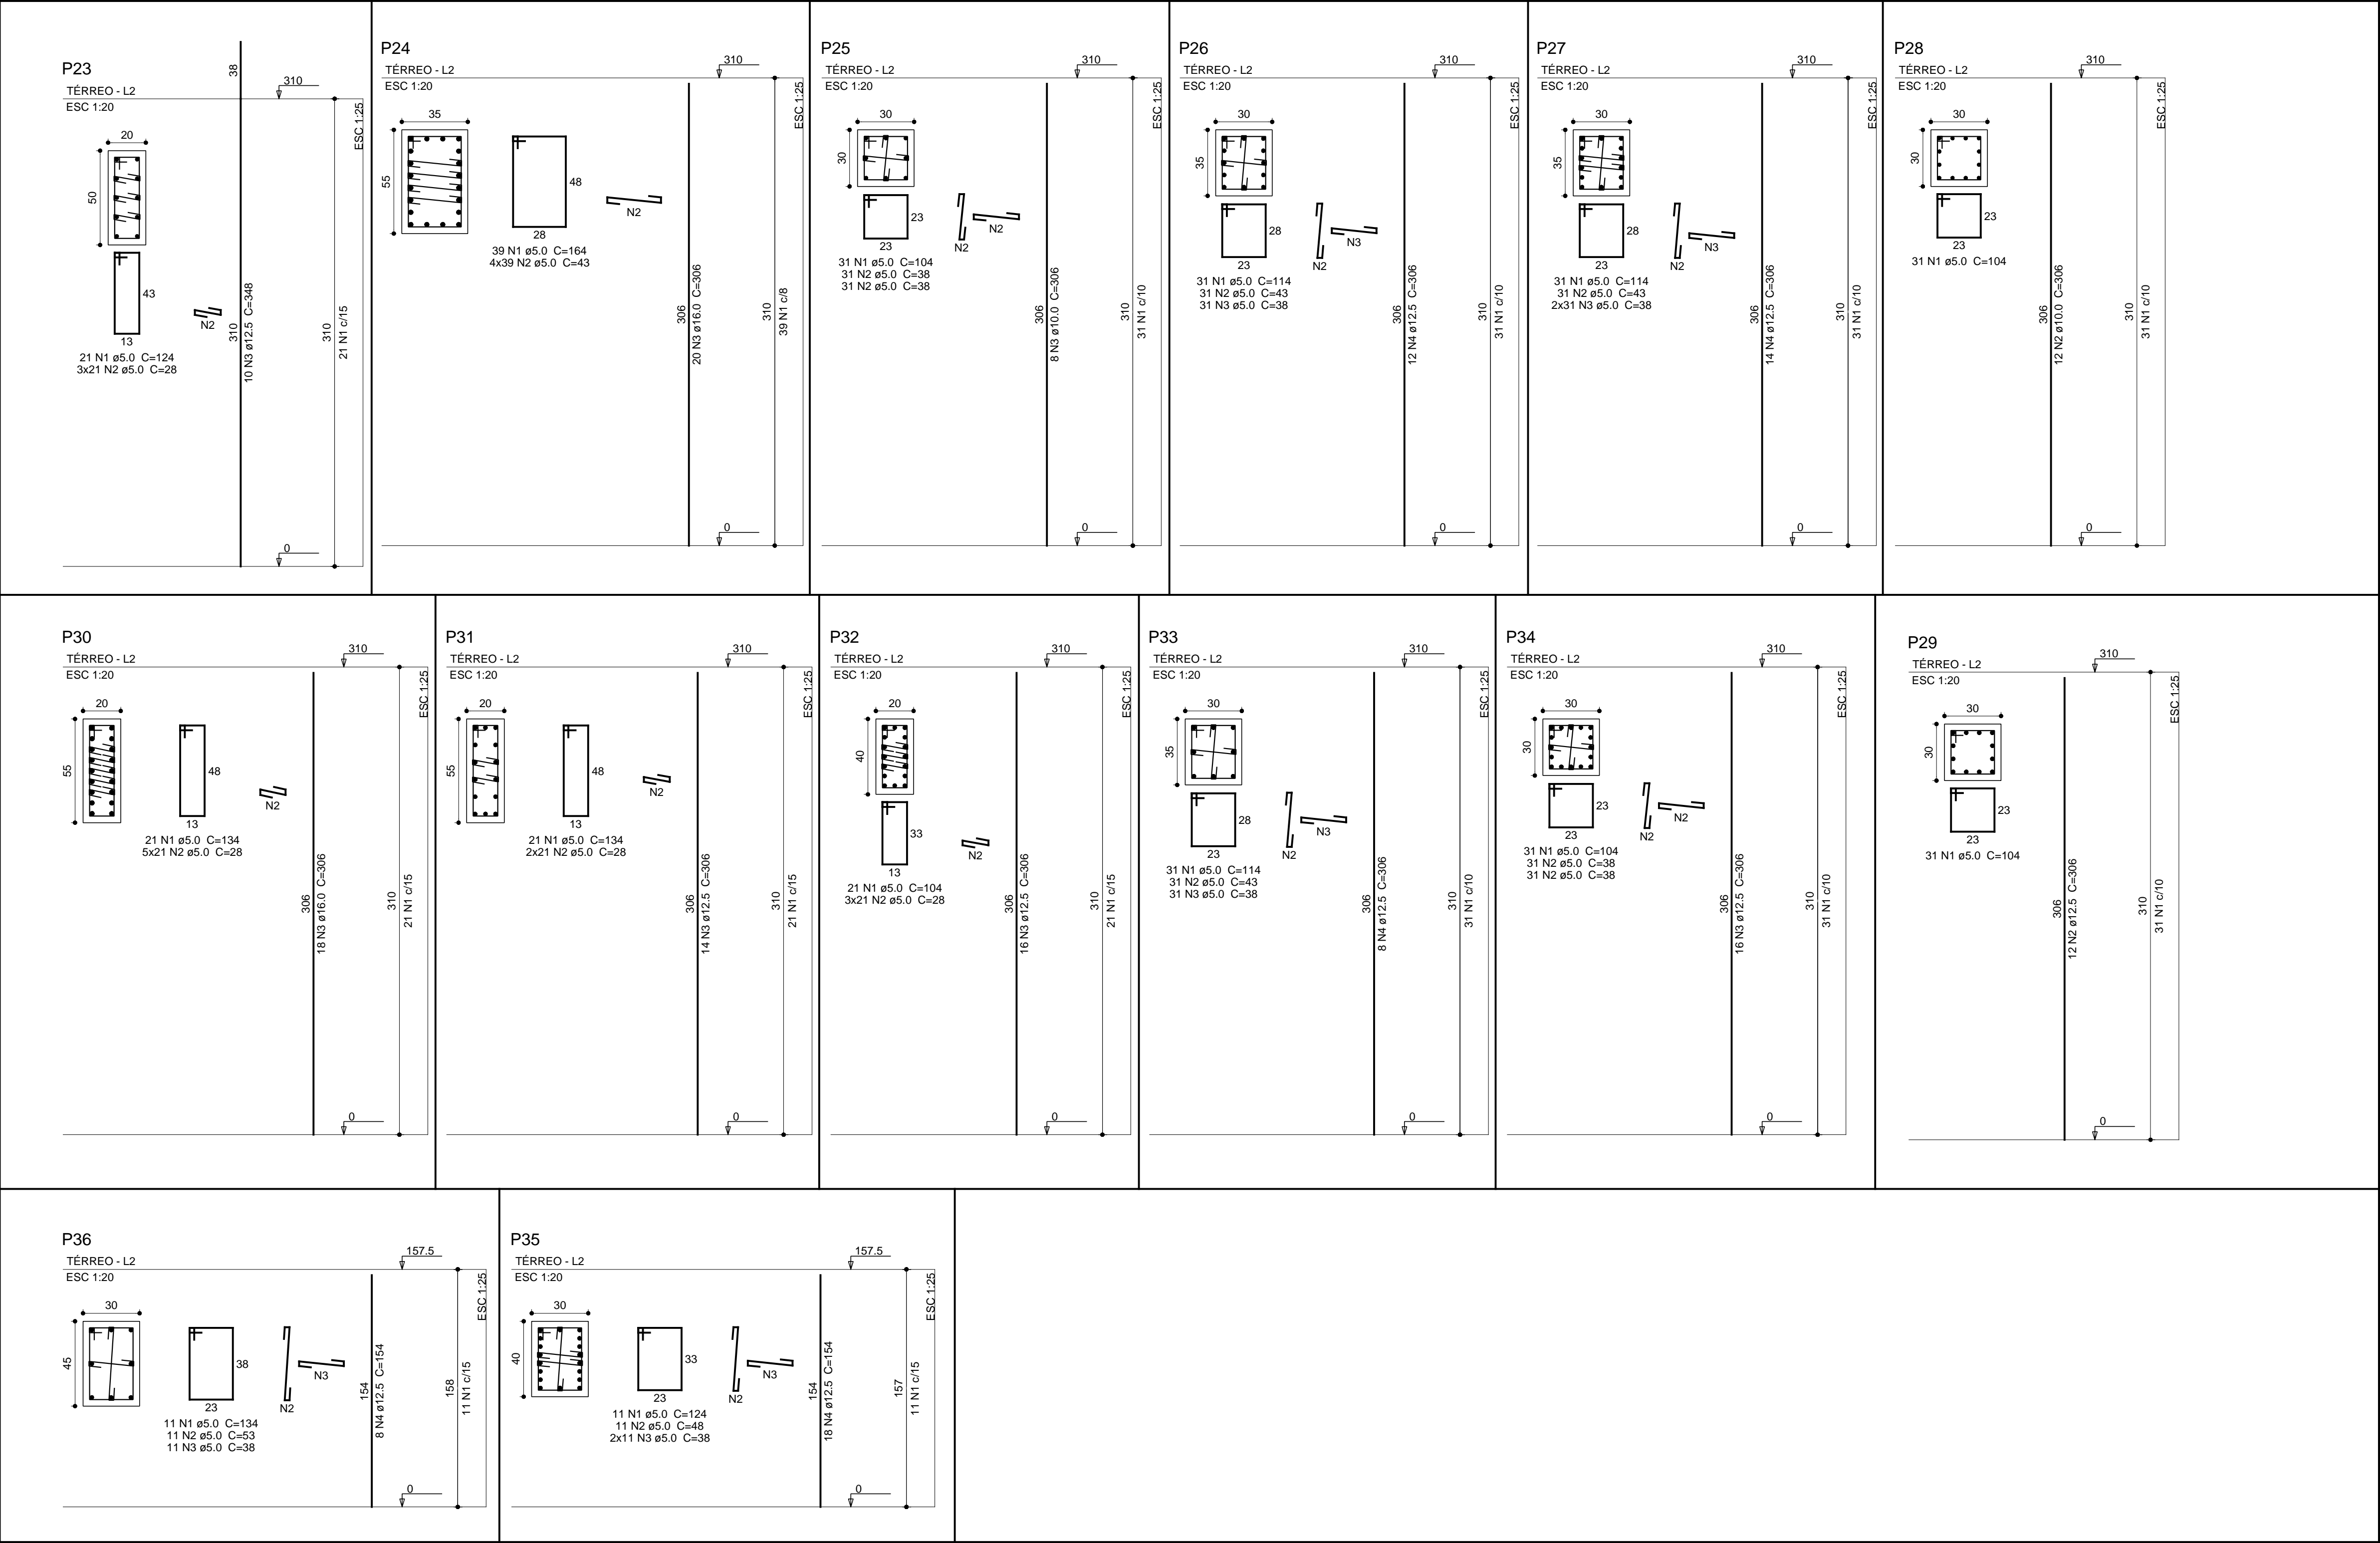 P23
TÉRREO - L2
ESC 1:20
20
50
43
13
N2
21 N1 ø5.0 C=124
3x21 N2 ø5.0 C=28
38
310
10 N3 ø12.5 C=348
310
0
310
21 N1 c/15
ESC 1:25
P24
TÉRREO - L2
ESC 1:20
35
55
48
28
N2
39 N1 ø5.0 C=164
4x39 N2 ø5.0 C=43
306
20 N3 ø16.0 C=306
310
0
310
39 N1 c/8
ESC 1:25
P25
TÉRREO - L2
ESC 1:20
30
30
23
23
N2
N2
31 N1 ø5.0 C=104
31 N2 ø5.0 C=38
31 N2 ø5.0 C=38
306
8 N3 ø10.0 C=306
310
0
310
31 N1 c/10
ESC 1:25
P26
TÉRREO - L2
ESC 1:20
30
35
28
23
N2
N3
31 N1 ø5.0 C=114
31 N2 ø5.0 C=43
31 N3 ø5.0 C=38
306
12 N4 ø12.5 C=306
310
0
310
31 N1 c/10
ESC 1:25
P27
TÉRREO - L2
ESC 1:20
30
35
28
23
N2
N3
31 N1 ø5.0 C=114
31 N2 ø5.0 C=43
2x31 N3 ø5.0 C=38
306
14 N4 ø12.5 C=306
310
0
310
31 N1 c/10
ESC 1:25
P28
TÉRREO - L2
ESC 1:20
30
30
23
23
31 N1 ø5.0 C=104
306
12 N2 ø10.0 C=306
310
0
310
31 N1 c/10
ESC 1:25
P30
TÉRREO - L2
ESC 1:20
20
55
48
13
N2
21 N1 ø5.0 C=134
5x21 N2 ø5.0 C=28
306
18 N3 ø16.0 C=306
310
0
310
21 N1 c/15
ESC 1:25
P31
TÉRREO - L2
ESC 1:20
20
55
48
13
N2
21 N1 ø5.0 C=134
2x21 N2 ø5.0 C=28
306
14 N3 ø12.5 C=306
310
0
310
21 N1 c/15
ESC 1:25
P32
TÉRREO - L2
ESC 1:20
20
40
33
13
N2
21 N1 ø5.0 C=104
3x21 N2 ø5.0 C=28
306
16 N3 ø12.5 C=306
310
0
310
21 N1 c/15
ESC 1:25
P33
TÉRREO - L2
ESC 1:20
30
35
28
23
N2
N3
31 N1 ø5.0 C=114
31 N2 ø5.0 C=43
31 N3 ø5.0 C=38
306
8 N4 ø12.5 C=306
310
0
310
31 N1 c/10
ESC 1:25
P34
TÉRREO - L2
ESC 1:20
30
30
23
23
N2
N2
31 N1 ø5.0 C=104
31 N2 ø5.0 C=38
31 N2 ø5.0 C=38
306
16 N3 ø12.5 C=306
310
0
310
31 N1 c/10
ESC 1:25
P29
TÉRREO - L2
ESC 1:20
30
30
23
23
31 N1 ø5.0 C=104
306
12 N2 ø12.5 C=306
310
0
310
31 N1 c/10
ESC 1:25
P36
TÉRREO - L2
ESC 1:20
30
45
38
23
N2
N3
11 N1 ø5.0 C=134
11 N2 ø5.0 C=53
11 N3 ø5.0 C=38
154
8 N4 ø12.5 C=154
157.5
0
158
11 N1 c/15
ESC 1:25
P35
TÉRREO - L2
ESC 1:20
30
40
33
23
N2
N3
11 N1 ø5.0 C=124
11 N2 ø5.0 C=48
2x11 N3 ø5.0 C=38
154
18 N4 ø12.5 C=154
157.5
0
157
11 N1 c/15
ESC 1:25